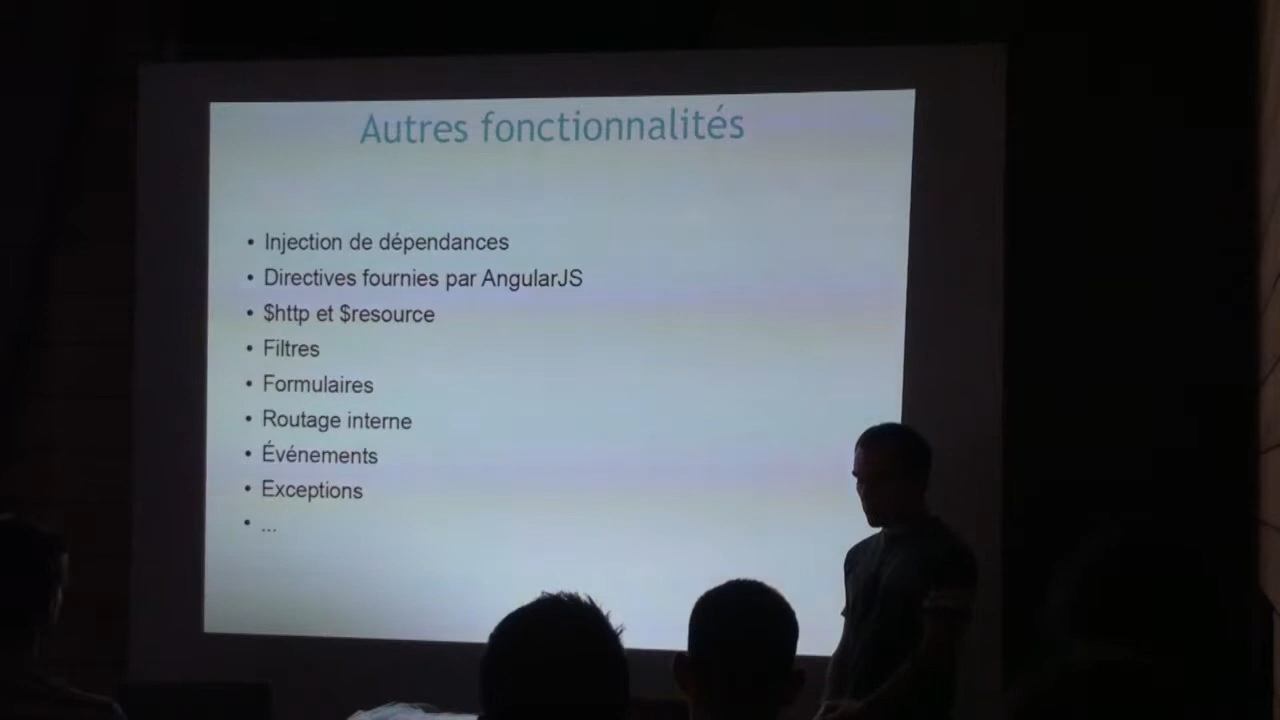 Autres fonctionnalités
• Injection de dépendances
• Directives fournies par AngularJS
• $http et $resource
• Filtres
• Formulaires
• Routage interne
• Événements
• Exceptions
• ...